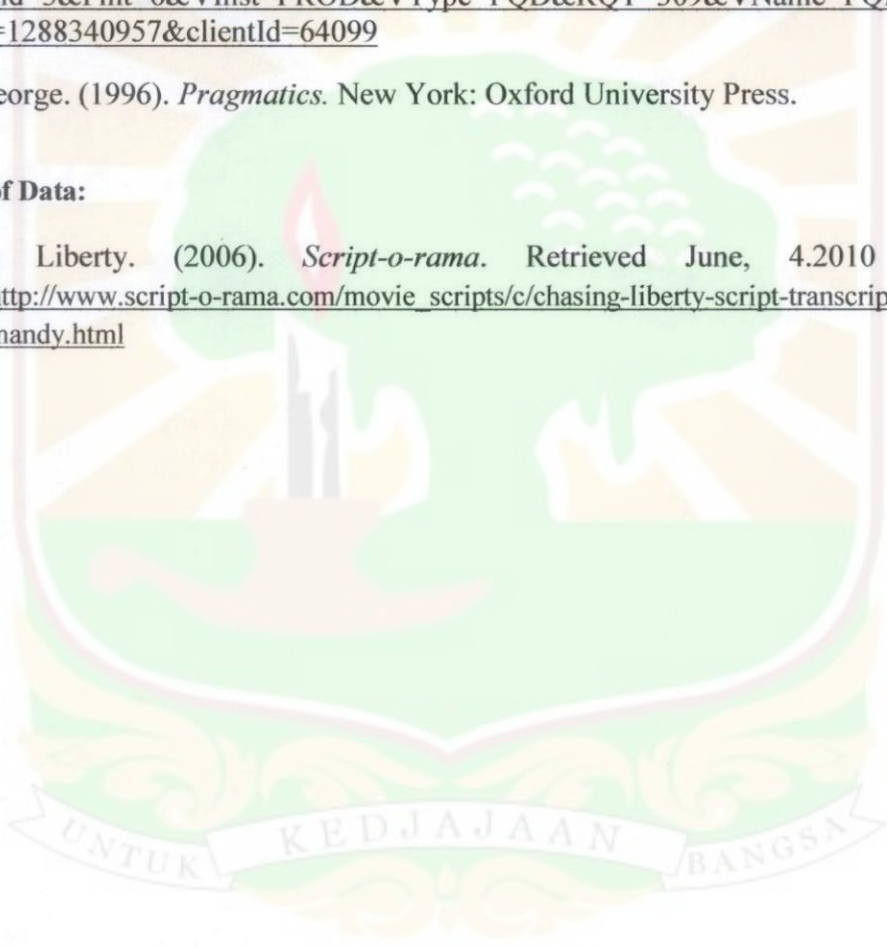 =1288340957&clientId=64099
eorge. (1996). Pragmatics. New York: Oxford University Press.
f Data:
Liberty. (2006). Script-o-rama. Retrieved June, 4.2010
ttp://www.script-o-rama.com/movie_scripts/c/chasing-liberty-script-transcrip
nandy.html
UNTUK KEDJAJAAN BANGSA